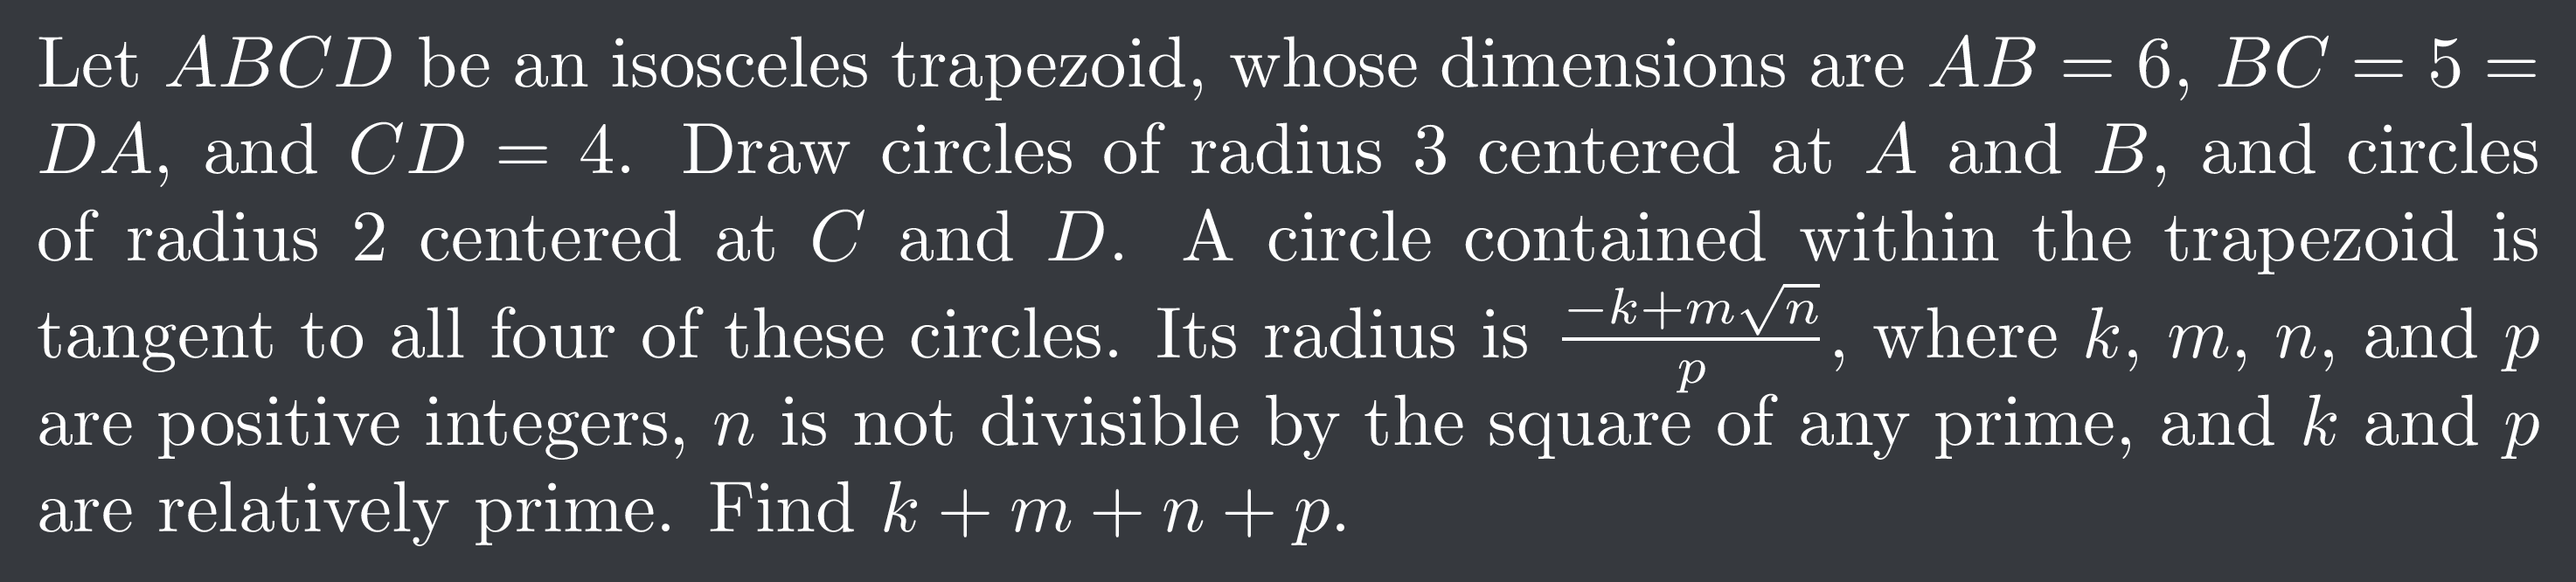 Let ABCD be an isosceles trapezoid, whose dimensions are AB = 6, BC = 5 =
DA, and CD = 4. Draw circles of radius 3 centered at A and B, and circles
of radius 2 centered at C and D. A circle contained within the trapezoid is
tangent to all four of these circles. Its radius is \frac{-k+m\sqrt{n}}{p}, where k, m, n, and p
are positive integers, n is not divisible by the square of any prime, and k and p
are relatively prime. Find k + m + n + p.